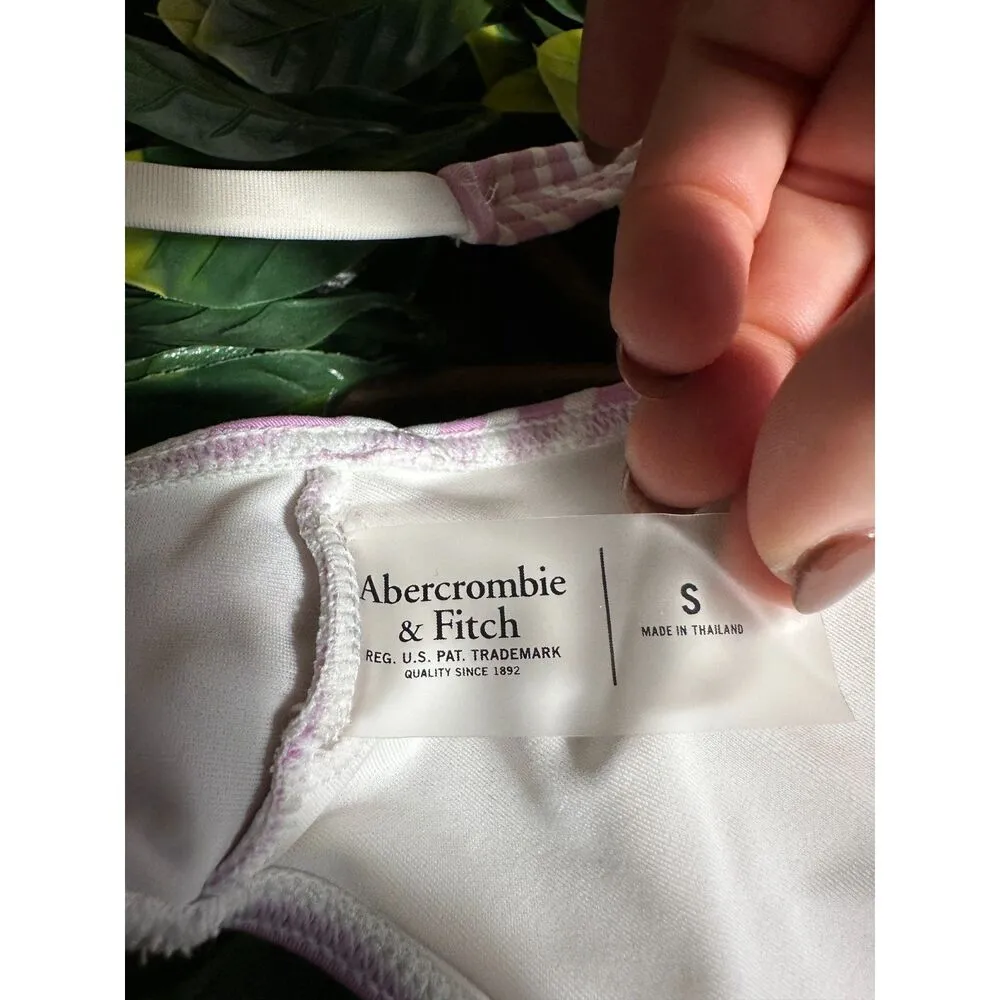 Abercrombie
& Fitch
REG. U.S. PAT. TRADEMARK
QUALITY SINCE 1892
S
MADE IN THAILAND